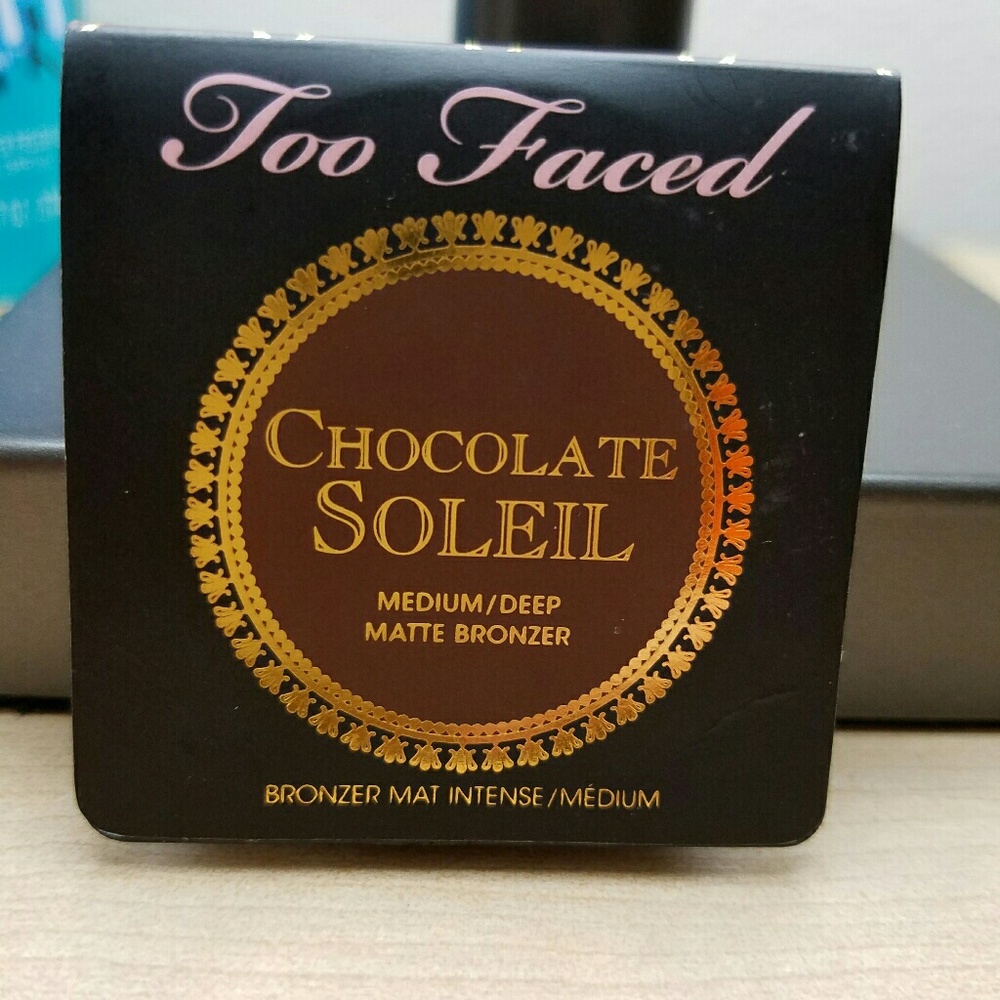 Too Faced
CHOCOLATE
SOLEIL
MEDIUM/DEEP
MATTE BRONZER
BRONZER MAT INTENSE/MÉDIUM